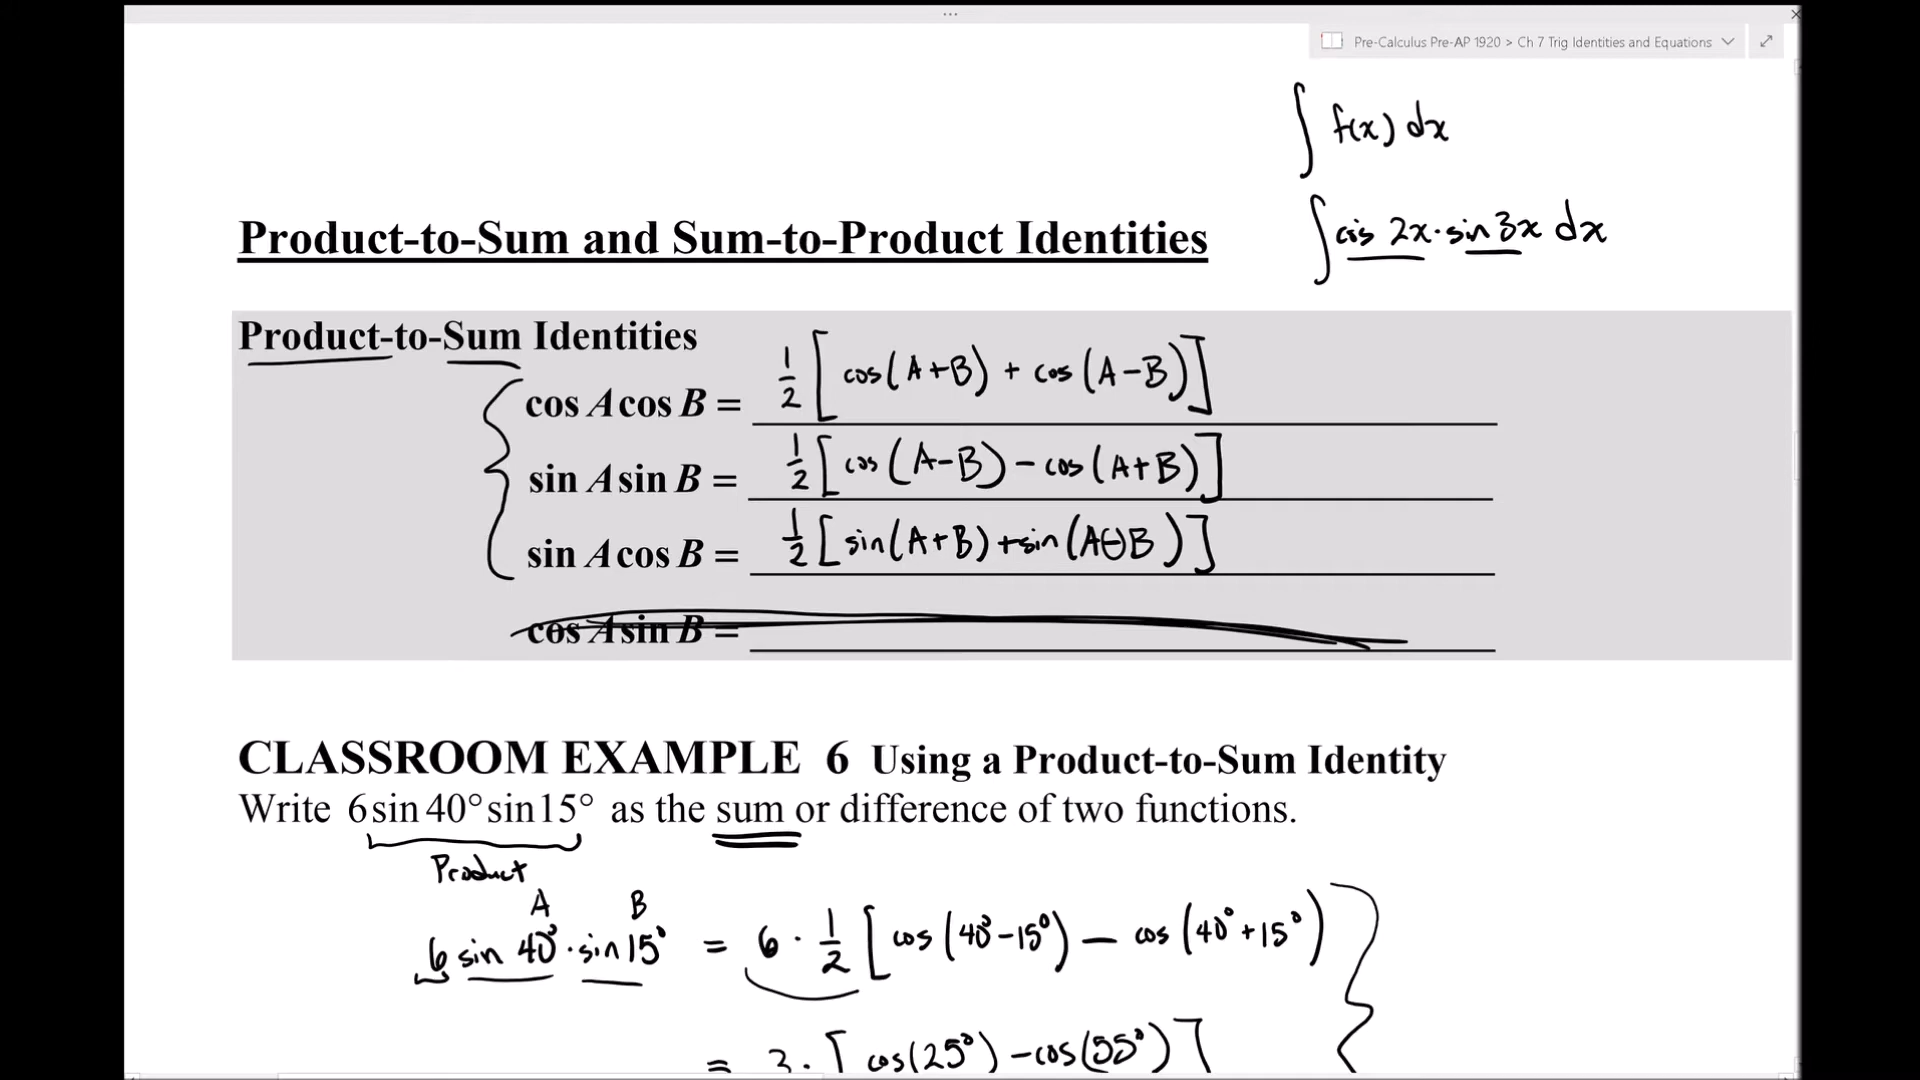 Pre-Calculus Pre-AP 1920 > Ch 7 Trig Identities and Equations
∫ f(x) dx
∫ cos 2x · sin 3x dx
Product-to-Sum and Sum-to-Product Identities
Product-to-Sum Identities
cos A cos B = 1/2 [cos(A+B) + cos(A−B)]
sin A sin B = 1/2 [cos(A−B) − cos(A+B)]
sin A cos B = 1/2 [sin(A+B) + sin(A−B)]
cos A sin B =
CLASSROOM EXAMPLE 6 Using a Product-to-Sum Identity
Write 6 sin 40° sin 15° as the sum or difference of two functions.
Product
A B
6 sin 40° · sin 15° = 6 · 1/2 [cos(40°−15°) − cos(40°+15°)
= 3 · [cos(25°) − cos(55°)]